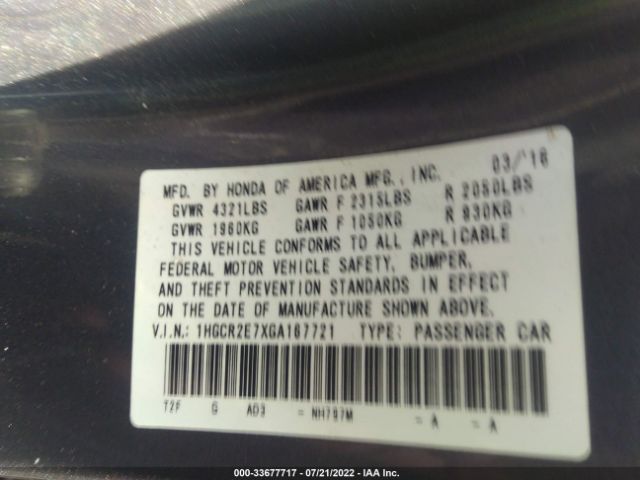 03/'16
MFD. BY HONDA OF AMERICA MFG., INC.
GVWR 4321LBS GAWR F 2315LBS R 2050LBS
GVWR 1960KG GAWR F 1050KG R 930KG
THIS VEHICLE CONFORMS TO ALL APPLICABLE
FEDERAL MOTOR VEHICLE SAFETY, BUMPER,
AND THEFT PREVENTION STANDARDS IN EFFECT
ON THE DATE OF MANUFACTURE SHOWN ABOVE.
V.I.N.: 1HGCR2E7XGA167721 TYPE: PASSENGER CAR
T2F G AD3 = NH797M = A = A
000-33677717 - 07/21/2022 - IAA Inc.